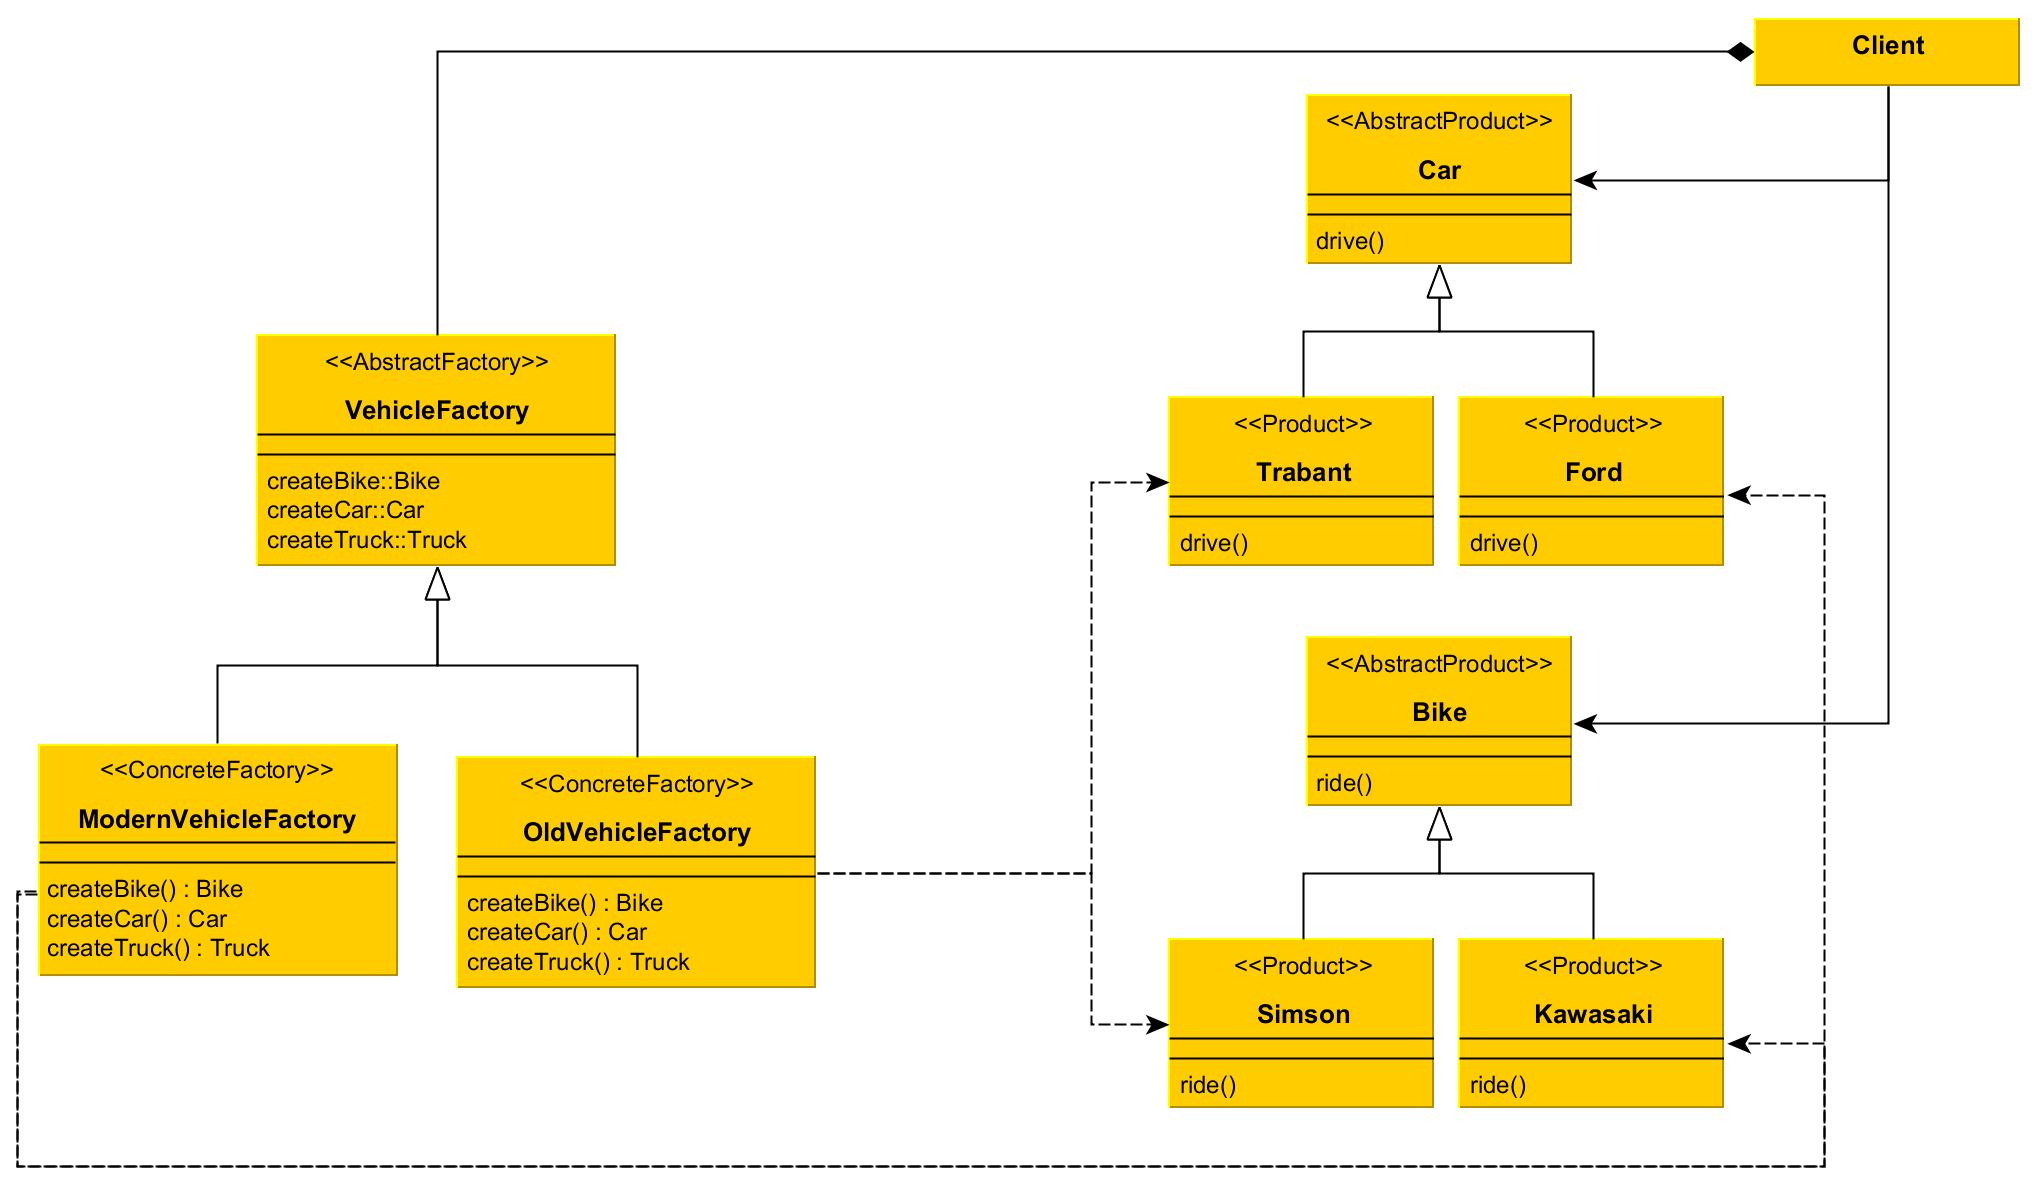 Client
<<AbstractProduct>>
Car
drive()
<<AbstractFactory>>
VehicleFactory
createBike::Bike
createCar::Car
createTruck::Truck
<<Product>>
Trabant
drive()
<<Product>>
Ford
drive()
<<AbstractProduct>>
Bike
ride()
<<ConcreteFactory>>
ModernVehicleFactory
createBike() : Bike
createCar() : Car
createTruck() : Truck
<<ConcreteFactory>>
OldVehicleFactory
createBike() : Bike
createCar() : Car
createTruck() : Truck
<<Product>>
Simson
ride()
<<Product>>
Kawasaki
ride()